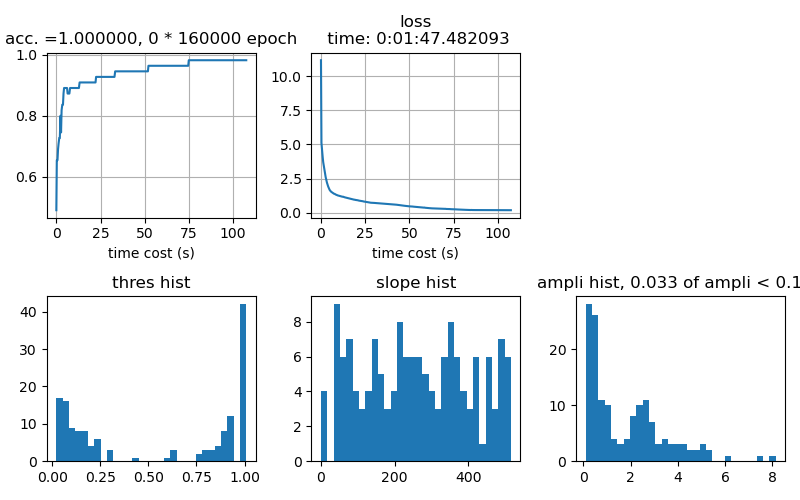 acc. =1.000000, 0 * 160000 epoch
1.0
0.8
0.6
0 25 50 75 100
time cost (s)
loss
time: 0:01:47.482093
10.0
7.5
5.0
2.5
0.0
0 25 50 75 100
time cost (s)
thres hist
40
30
20
10
0
0.00 0.25 0.50 0.75 1.00
slope hist
8
6
4
2
0
0 200 400
ampli hist, 0.033 of ampli < 0.1
20
10
0
0 2 4 6 8